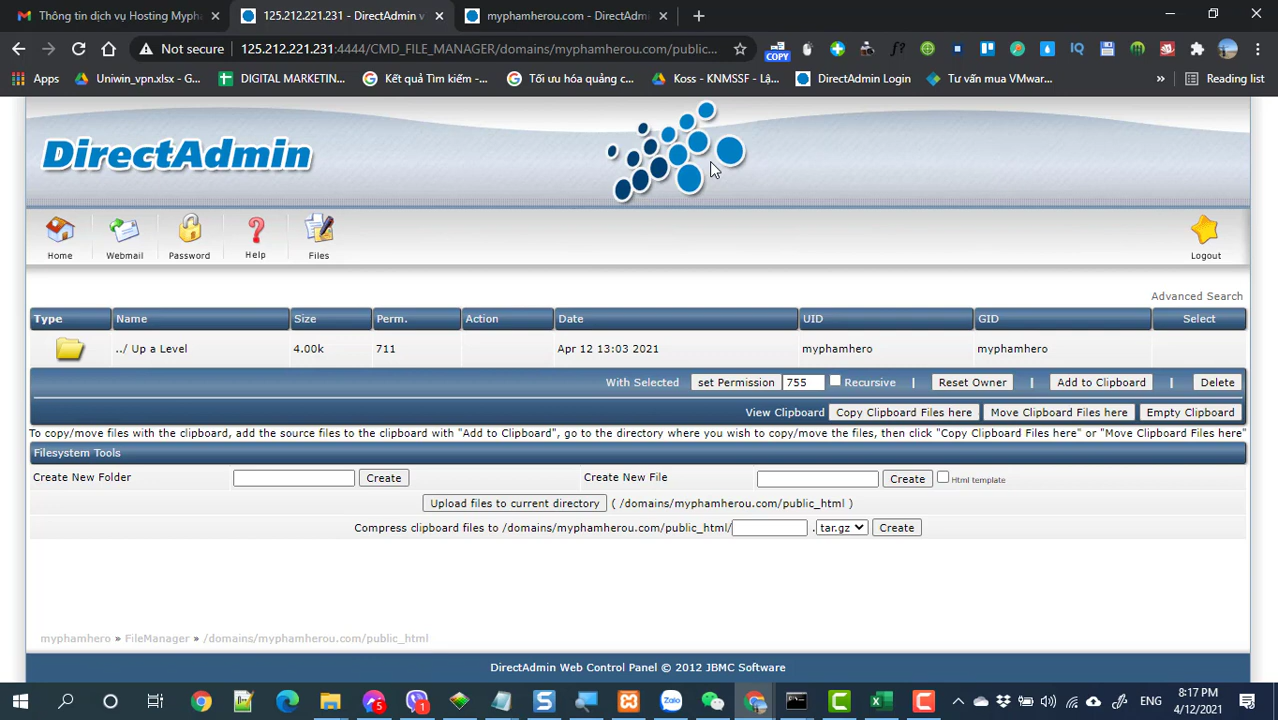 Thông tin dịch vụ Hosting Myph
125.212.221.231 - DirectAdmin v
myphamherou.com - DirectAdmi
Not secure
125.212.221.231:4444/CMD_FILE_MANAGER/domains/myphamherou.com/public...
COPY
f?
IQ
Apps
Uniwin_vpn.xlsx - G...
DIGITAL MARKETIN...
Kết quả Tìm kiếm -...
Tối ưu hóa quảng c...
Koss - KNMSSF - Lậ...
DirectAdmin Login
Tư vấn mua VMwar...
»
Reading list
DirectAdmin
Home
Webmail
Password
Help
Files
Logout
Advanced Search
Type Name Size Perm. Action Date UID GID Select
../ Up a Level 4.00k 711 Apr 12 13:03 2021 myphamhero myphamhero
With Selected set Permission 755 Recursive | Reset Owner | Add to Clipboard | Delete
View Clipboard Copy Clipboard Files here Move Clipboard Files here Empty Clipboard
To copy/move files with the clipboard, add the source files to the clipboard with "Add to Clipboard", go to the directory where you wish to copy/move the files, then click "Copy Clipboard Files here" or "Move Clipboard Files here"
Filesystem Tools
Create New Folder Create Create New File Create Html template
Upload files to current directory ( /domains/myphamherou.com/public_html )
Compress clipboard files to /domains/myphamherou.com/public_html/ . tar.gz Create
myphamhero » FileManager » /domains/myphamherou.com/public_html
DirectAdmin Web Control Panel © 2012 JBMC Software
5
1
Zalo
ENG
8:17 PM
4/12/2021